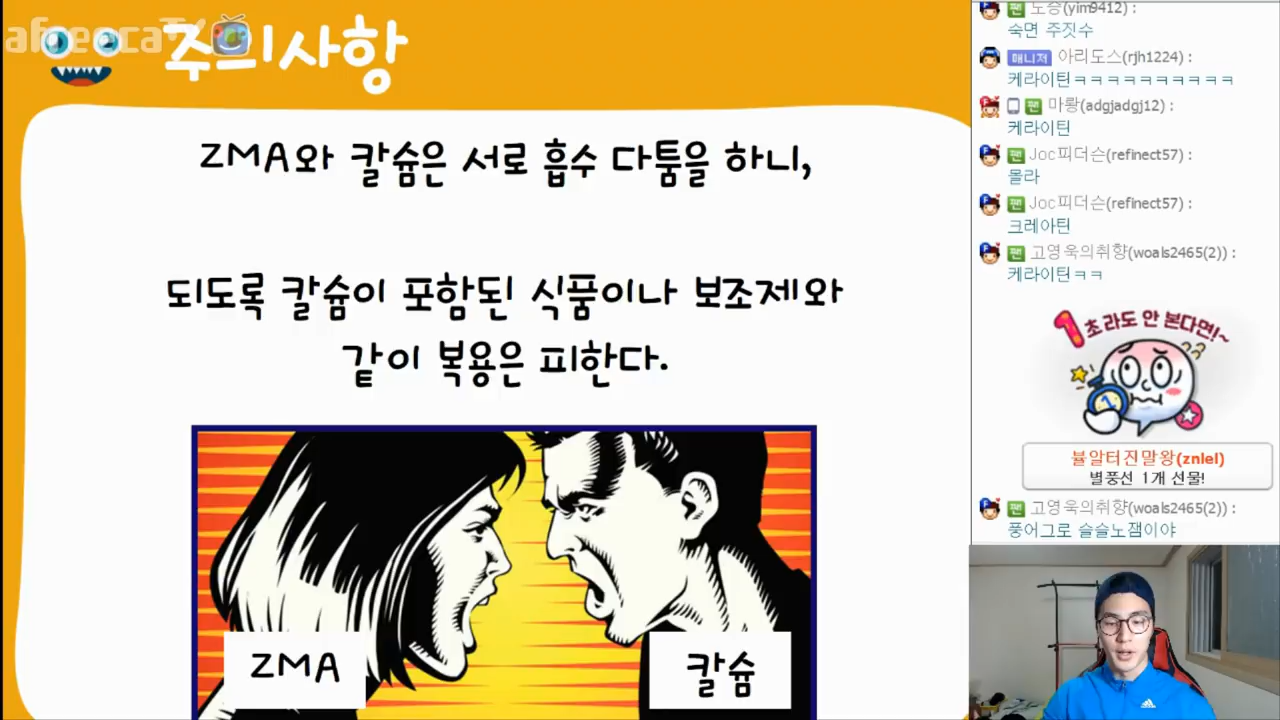 afreecaTV
주의사항
ZMA와 칼슘은 서로 흡수 다툼을 하니,
되도록 칼슘이 포함된 식품이나 보조제와
같이 복용은 피한다.
ZMA
칼슘
팬 도승(yim9412) :
숙면 주짓수
매니저 아리도스(rjh1224) :
케라이틴ㅋㅋㅋㅋㅋㅋㅋㅋㅋㅋ
팬 마뢍(adgjadgj12) :
케라이틴
팬 Joc피더슨(refinect57) :
몰라
팬 Joc피더슨(refinect57) :
크레아틴
팬 고영욱의취향(woals2465(2)) :
케라이틴ㅋㅋ
1초라도 안 본다면!~
뷸알터진말왕(znlel)
별풍선 1개 선물!
팬 고영욱의취향(woals2465(2)) :
풍어그로 슬슬노잼이야